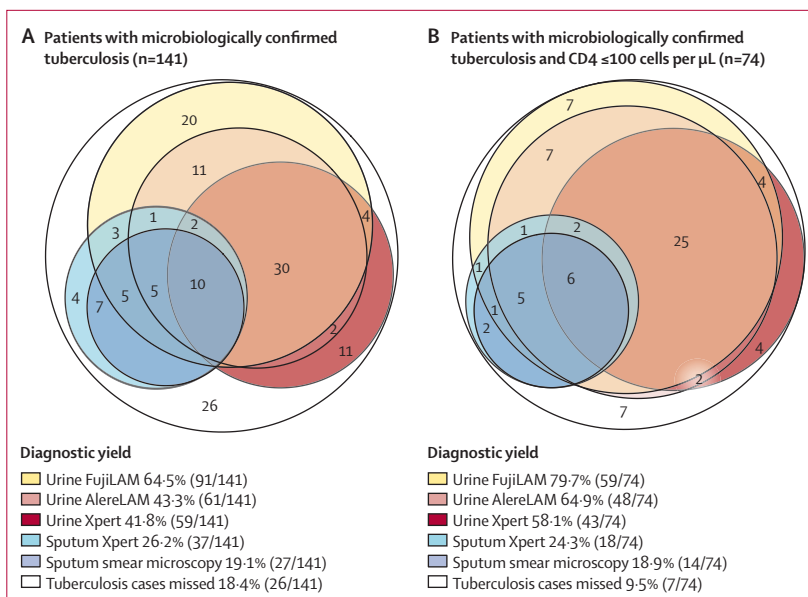 A Patients with microbiologically confirmed
tuberculosis (n=141)
20
11
4
1
2
3
30
4
5
5
10
7
2
11
26
Diagnostic yield
Urine FujiLAM 64·5% (91/141)
Urine AlereLAM 43·3% (61/141)
Urine Xpert 41·8% (59/141)
Sputum Xpert 26·2% (37/141)
Sputum smear microscopy 19·1% (27/141)
Tuberculosis cases missed 18·4% (26/141)
B Patients with microbiologically confirmed
tuberculosis and CD4 ≤100 cells per μL (n=74)
7
7
4
1
2
25
1
6
5
1
2
4
2
7
Diagnostic yield
Urine FujiLAM 79·7% (59/74)
Urine AlereLAM 64·9% (48/74)
Urine Xpert 58·1% (43/74)
Sputum Xpert 24·3% (18/74)
Sputum smear microscopy 18·9% (14/74)
Tuberculosis cases missed 9·5% (7/74)